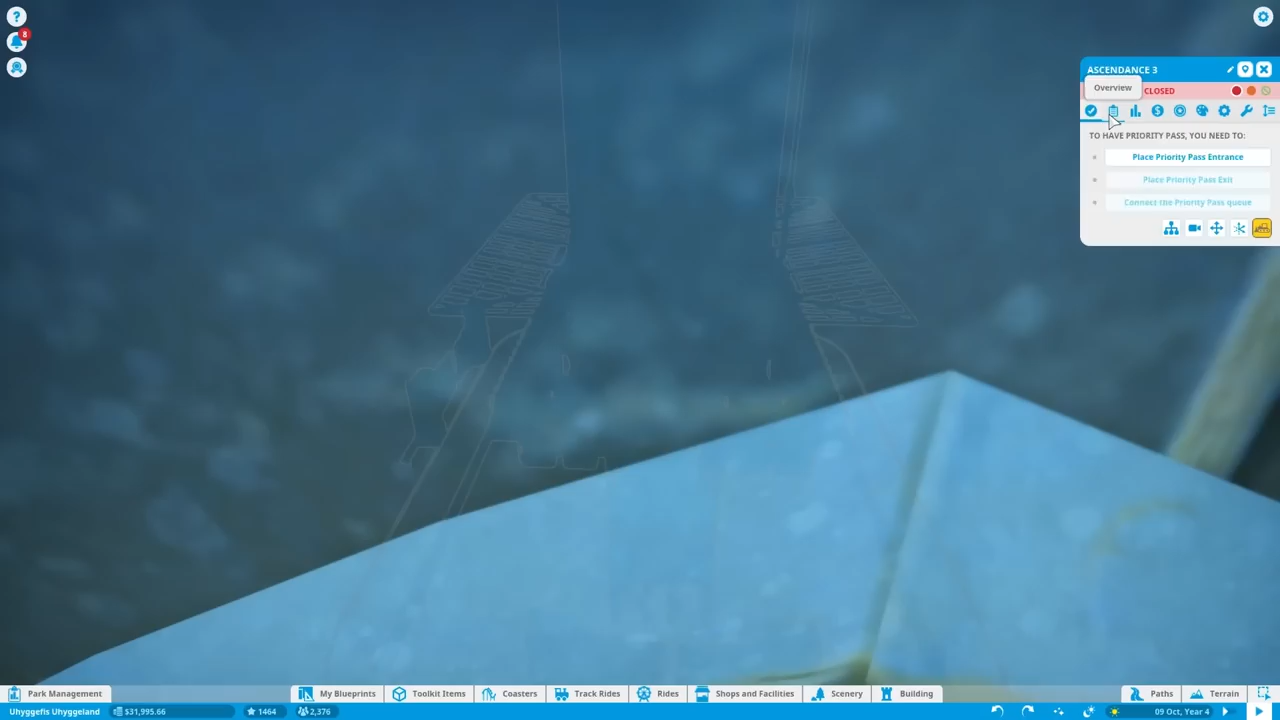 ?
8
ASCENDANCE 3
Overview
CLOSED
TO HAVE PRIORITY PASS, YOU NEED TO:
Place Priority Pass Entrance
Place Priority Pass Exit
Connect the Priority Pass queue
Park Management
My Blueprints
Toolkit Items
Coasters
Track Rides
Rides
Shops and Facilities
Scenery
Building
Paths
Terrain
Uhyggefis Uhyggeland
$31,995.66
1464
2,376
09 Oct, Year 4